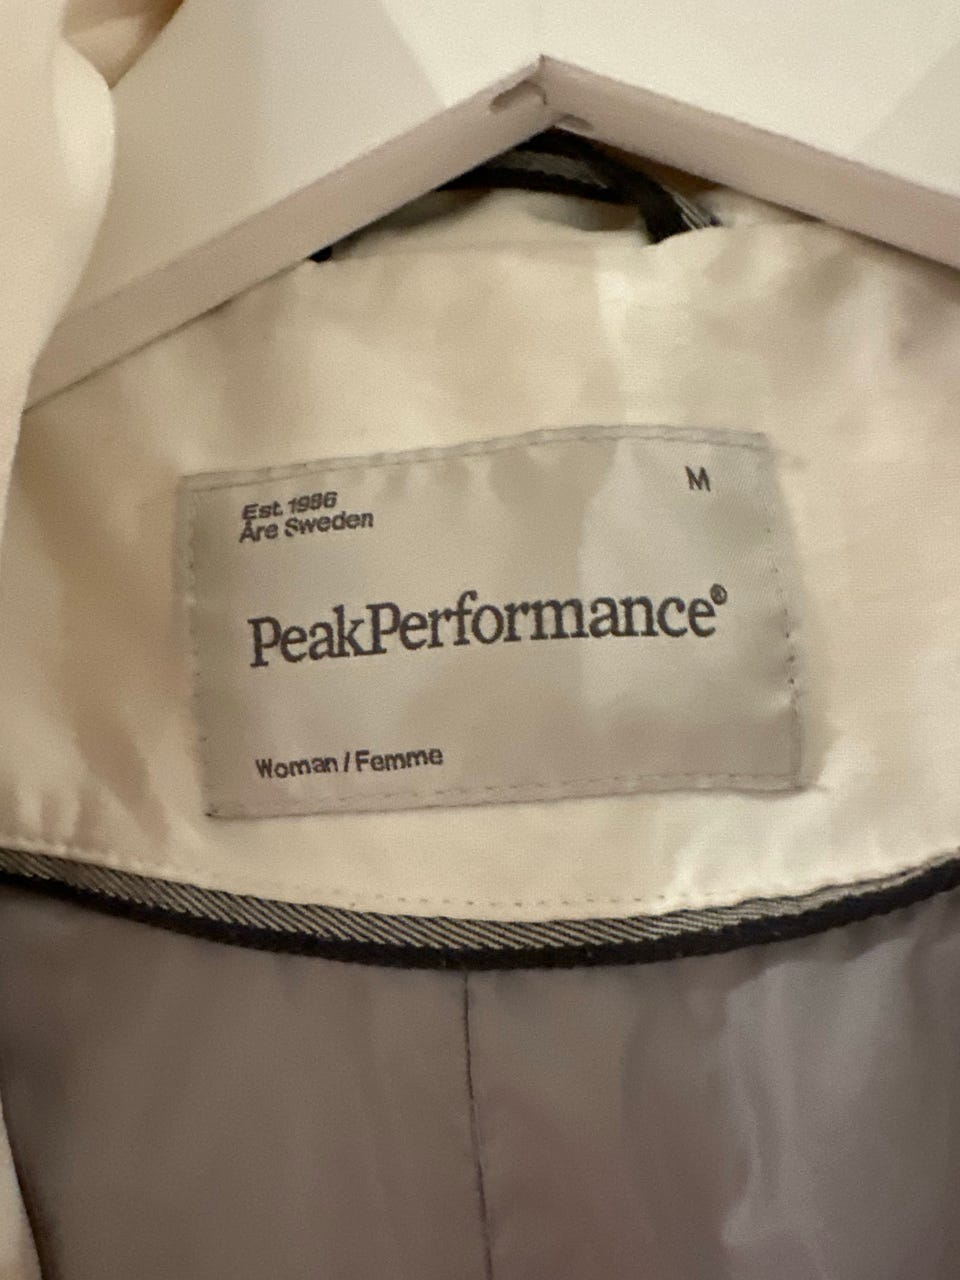 Est. 1986
Åre Sweden
M
PeakPerformance®
Woman / Femme